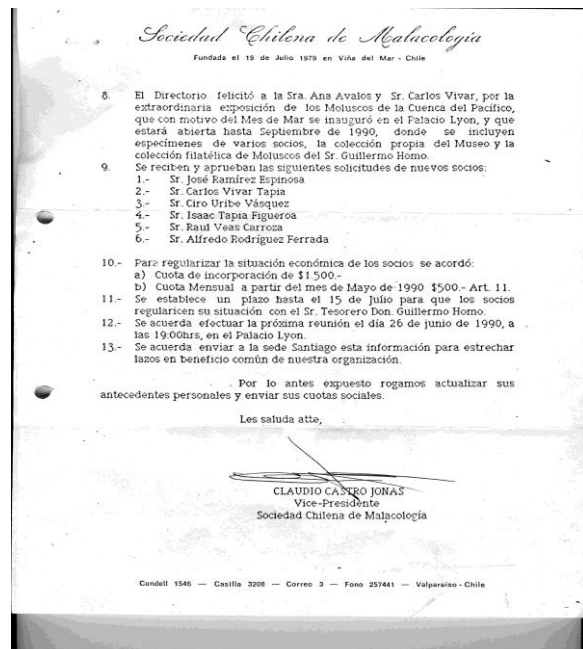 Sociedad Chilena de Malacología
Fundada el 19 de Julio 1979 en Viña del Mar - Chile
8. El Directorio felicitó a la Sra. Ana Avalos y Sr. Carlos Vivar, por la
extraordinaria exposición de los Moluscos de la Cuenca del Pacífico,
que con motivo del Mes de Mar se inauguró en el Palacio Lyon, y que
estará abierta hasta Septiembre de 1990, donde se incluyen
especímenes de varios socios, la colección propia del Museo y la
colección filatélica de Moluscos del Sr. Guillermo Homo.
9. Se reciben y aprueban las siguientes solicitudes de nuevos socios:
1.- Sr. José Ramírez Espinosa
2.- Sr. Carlos Vivar Tapia
3.- Sr. Ciro Uribe Vásquez
4.- Sr. Isaac Tapia Figueroa
5.- Sr. Raul Veas Carroza
6.- Sr. Alfredo Rodríguez Ferrada
10.- Para regularizar la situación económica de los socios se acordó:
a) Cuota de incorporación de $1.500.-
b) Cuota Mensual a partir del mes de Mayo de 1990 $500.- Art. 11.
11.- Se establece un plazo hasta el 15 de Julio para que los socios
regularicen su situación con el Sr. Tesorero Don. Guillermo Homo.
12.- Se acuerda efectuar la próxima reunión el día 26 de junio de 1990, a
las 19:00hrs, en el Palacio Lyon.
13.- Se acuerda enviar a la sede Santiago esta información para estrechar
lazos en beneficio común de nuestra organización.
. Por lo antes expuesto rogamos actualizar sus
antecedentes personales y enviar sus cuotas sociales.
Les saluda atte,
CLAUDIO CASTRO JONAS
Vice-Presidente
Sociedad Chilena de Malacología
Condell 1546 — Casilla 3208 — Correo 3 — Fono 257441 — Valparaíso - Chile